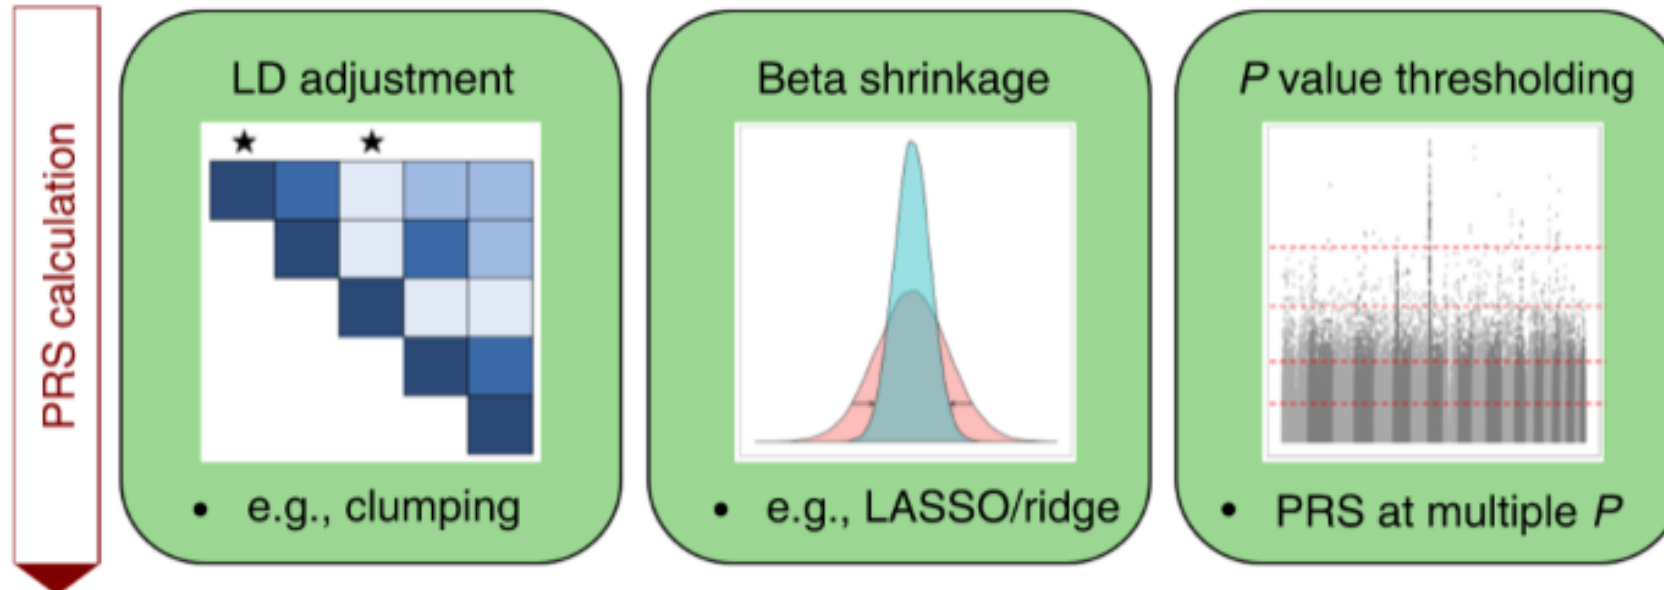 PRS calculation
LD adjustment
• e.g., clumping
Beta shrinkage
• e.g., LASSO/ridge
P value thresholding
• PRS at multiple P